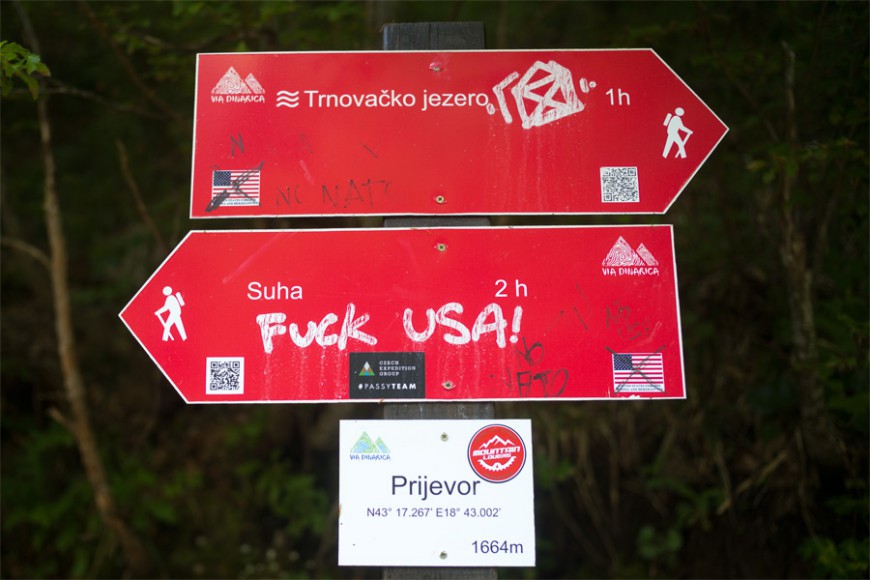 VIA DINARICA
Trnovačko jezero
1h
NO NATO
VIA DINARICA
Suha
2 h
FUCK USA!
CZECH
EXPEDITION
GROUP
#PASSYTEAM
VIA DINARICA
MOUNTAIN
LOVERS
Prijevor
N43° 17.267' E18° 43.002'
1664m